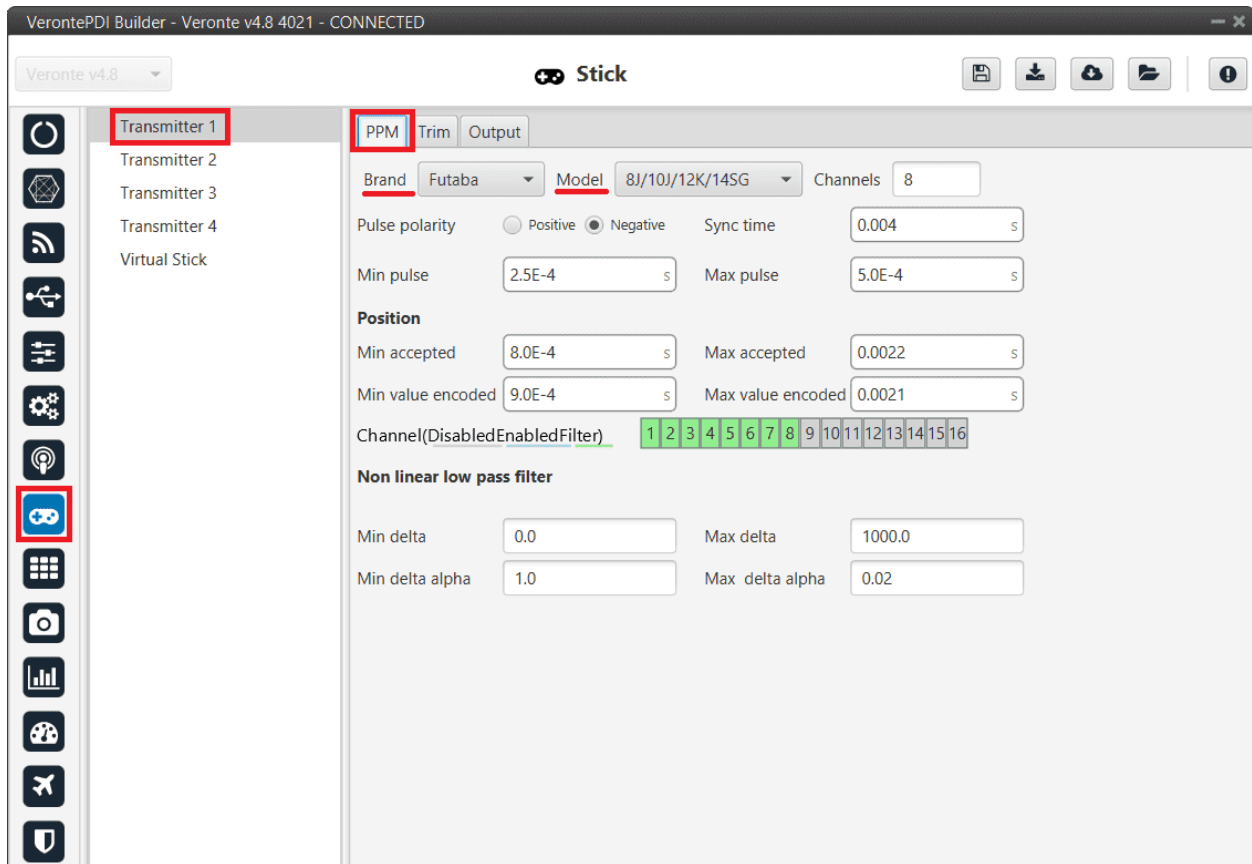 VerontePDI Builder - Veronte v4.8 4021 - CONNECTED
Veronte v4.8
Stick
Transmitter 1
Transmitter 2
Transmitter 3
Transmitter 4
Virtual Stick
PPM Trim Output
Brand Futaba Model 8J/10J/12K/14SG Channels 8
Pulse polarity Positive Negative Sync time 0.004 s
Min pulse 2.5E-4 s Max pulse 5.0E-4 s
Position
Min accepted 8.0E-4 s Max accepted 0.0022 s
Min value encoded 9.0E-4 s Max value encoded 0.0021 s
Channel(DisabledEnabledFilter) 1 2 3 4 5 6 7 8 9 10 11 12 13 14 15 16
Non linear low pass filter
Min delta 0.0 Max delta 1000.0
Min delta alpha 1.0 Max delta alpha 0.02